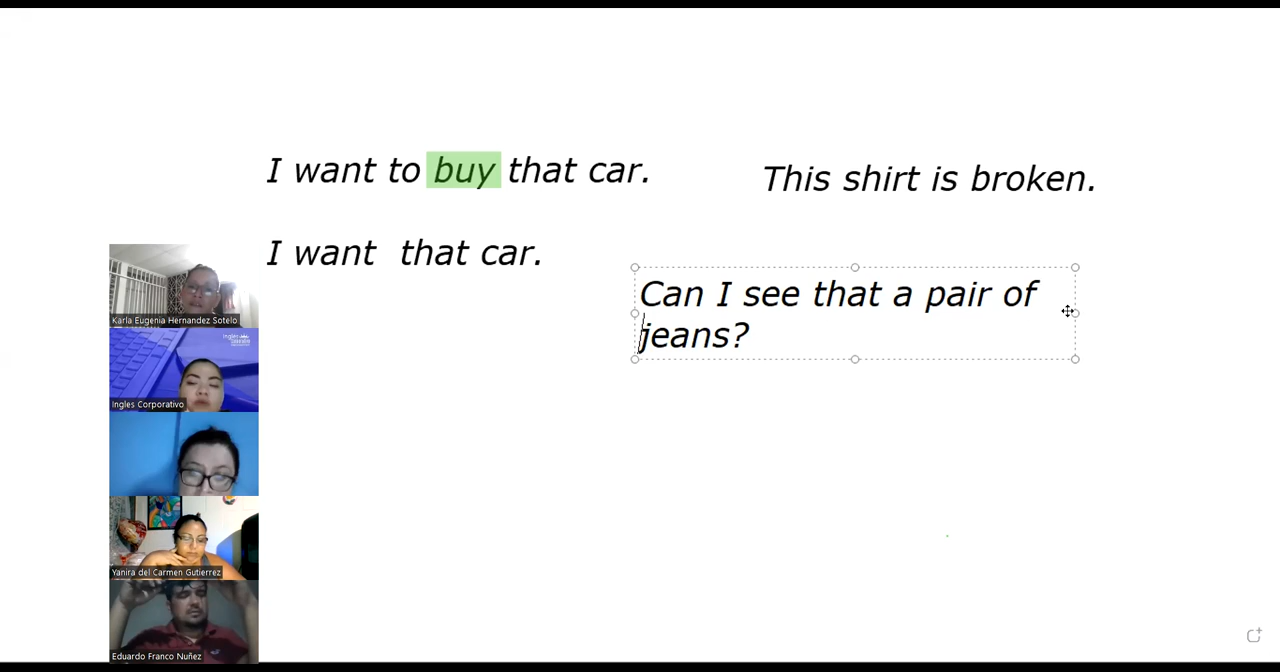 I want to buy that car.
This shirt is broken.
I want  that car.
Can I see that a pair of
jeans?
Karla Eugenia Hernandez Sotelo
Ingles Corporativo
Yanira del Carmen Gutierrez
Eduardo Franco Nuñez